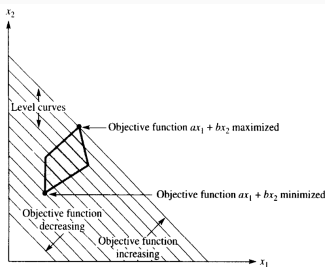 x₂
Level curves
Objective function ax₁ + bx₂ maximized
Objective function ax₁ + bx₂ minimized
Objective function
decreasing
Objective function
increasing
x₁